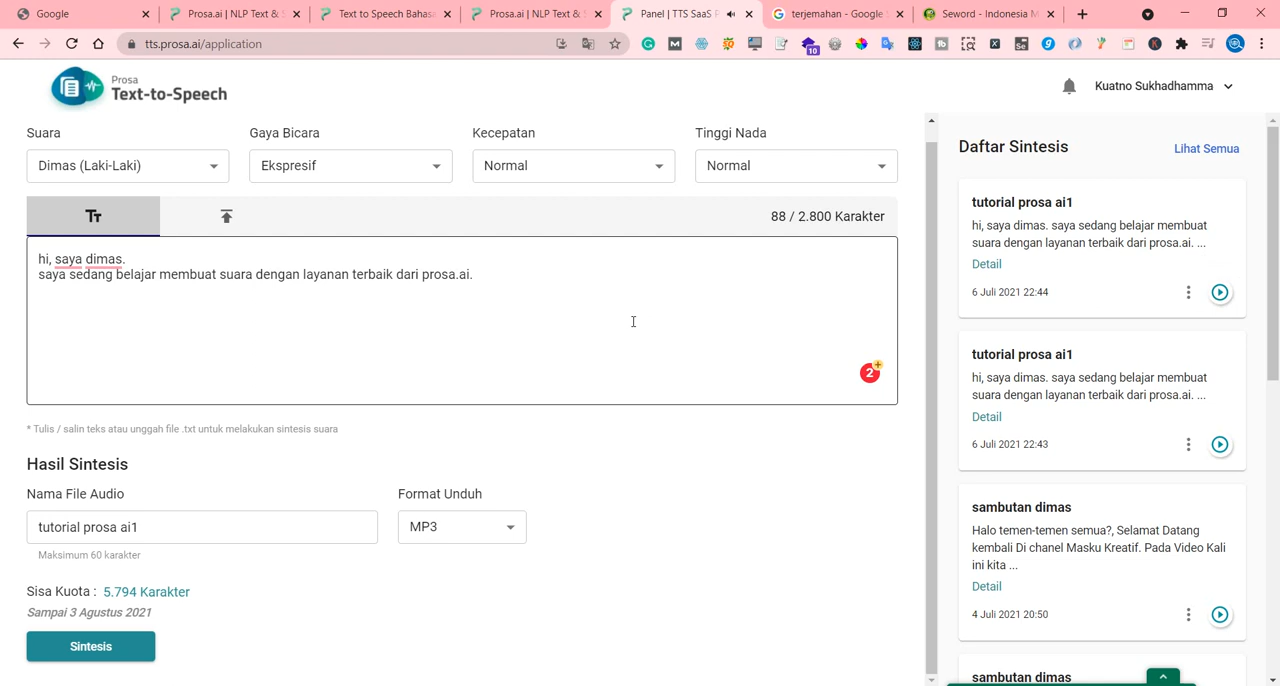 Google
Prosa.ai | NLP Text &
Text to Speech Bahasa
Prosa.ai | NLP Text &
Panel | TTS SaaS P
terjemahan - Google
Seword - Indonesia M
tts.prosa.ai/application
10
Prosa
Text-to-Speech
Kuatno Sukhadhamma
Suara
Gaya Bicara
Kecepatan
Tinggi Nada
Dimas (Laki-Laki)
Ekspresif
Normal
Normal
Tt
88 / 2.800 Karakter
hi, saya dimas.
saya sedang belajar membuat suara dengan layanan terbaik dari prosa.ai.
2
* Tulis / salin teks atau unggah file .txt untuk melakukan sintesis suara
Hasil Sintesis
Nama File Audio
Format Unduh
tutorial prosa ai1
MP3
Maksimum 60 karakter
Sisa Kuota : 5.794 Karakter
Sampai 3 Agustus 2021
Sintesis
Daftar Sintesis
Lihat Semua
tutorial prosa ai1
hi, saya dimas. saya sedang belajar membuat
suara dengan layanan terbaik dari prosa.ai. ...
Detail
6 Juli 2021 22:44
tutorial prosa ai1
hi, saya dimas. saya sedang belajar membuat
suara dengan layanan terbaik dari prosa.ai. ...
Detail
6 Juli 2021 22:43
sambutan dimas
Halo temen-temen semua?, Selamat Datang
kembali Di chanel Masku Kreatif. Pada Video Kali
ini kita ...
Detail
4 Juli 2021 20:50
sambutan dimas